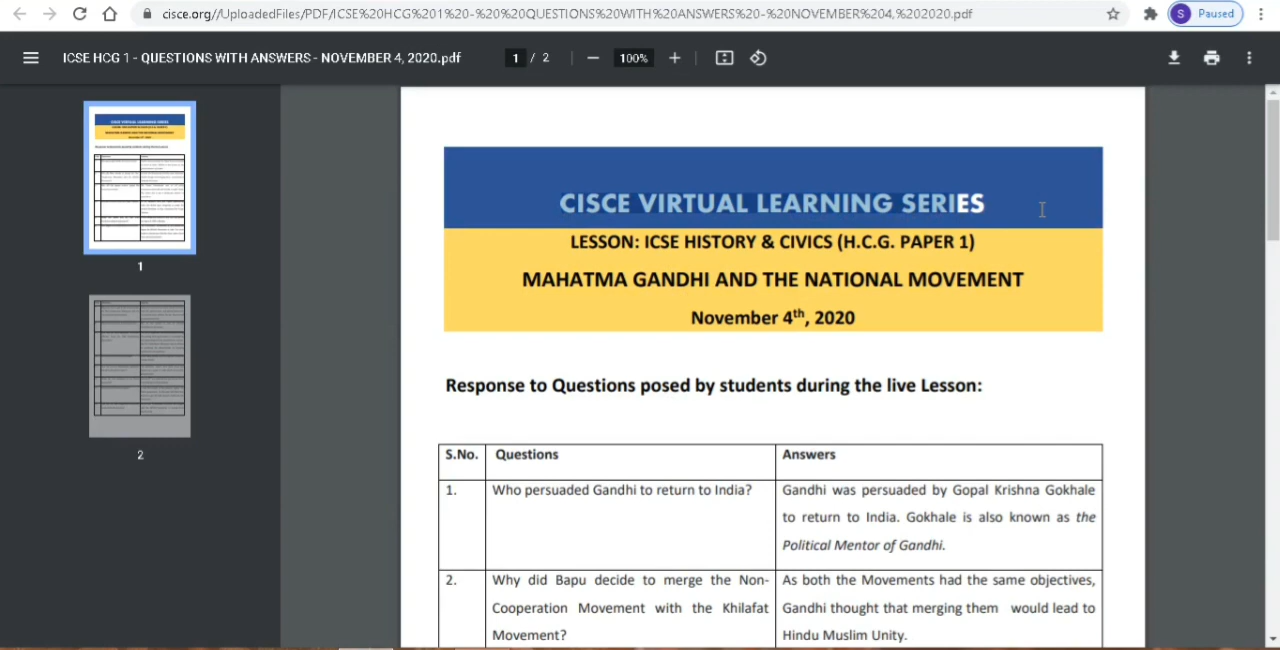 cisce.org//UploadedFiles/PDF/ICSE%20HCG%201%20-%209%20QUESTIONS%20WITH%20ANSWERS%20-%20NOVEMBER%204,%202020.pdf
S Paused
ICSE HCG 1 - QUESTIONS WITH ANSWERS - NOVEMBER 4, 2020.pdf
1 / 2
100%
CISCE VIRTUAL LEARNING SERIES
LESSON: ICSE HISTORY & CIVICS (H.C.G. PAPER 1)
MAHATMA GANDHI AND THE NATIONAL MOVEMENT
November 4th, 2020
1
2
Response to Questions posed by students during the live Lesson:
S.No. Questions Answers
1. Who persuaded Gandhi to return to India? Gandhi was persuaded by Gopal Krishna Gokhale
to return to India. Gokhale is also known as the
Political Mentor of Gandhi.
2. Why did Bapu decide to merge the Non- As both the Movements had the same objectives,
Cooperation Movement with the Khilafat Gandhi thought that merging them would lead to
Movement? Hindu Muslim Unity.